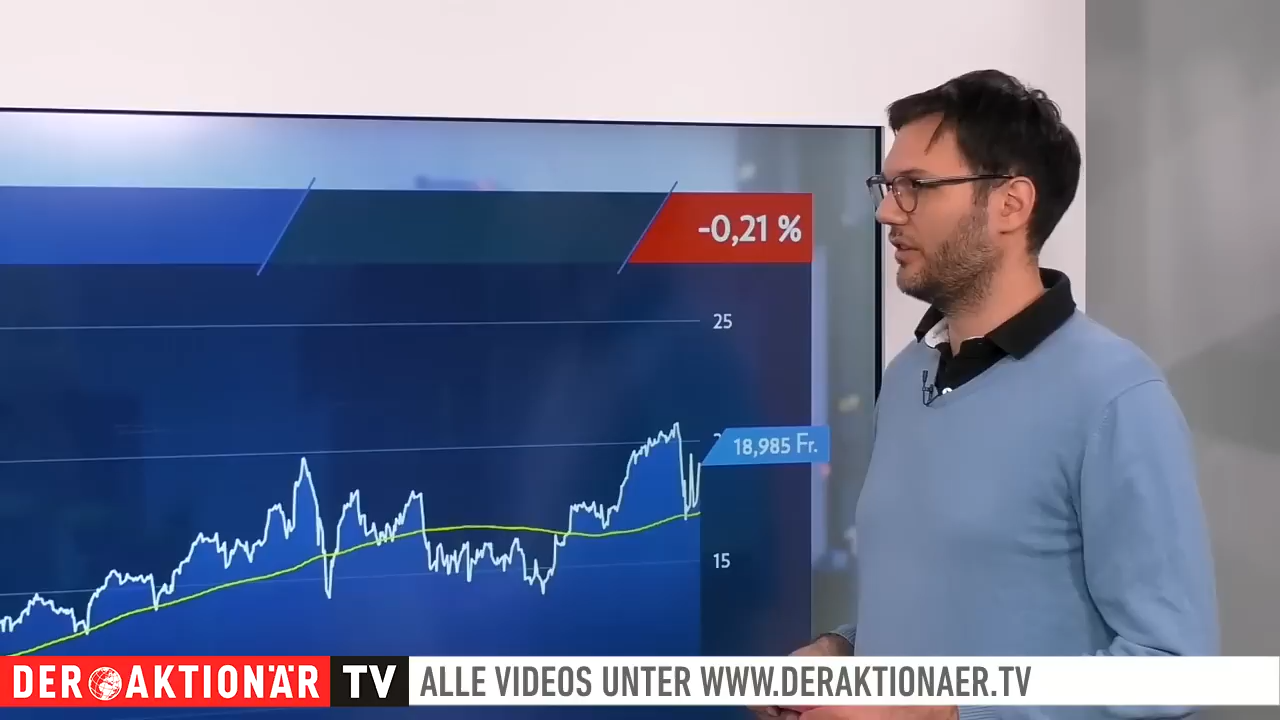 -0,21 %
25
18,985 Fr.
15
DER AKTIONÄR TV
ALLE VIDEOS UNTER WWW.DERAKTIONAER.TV